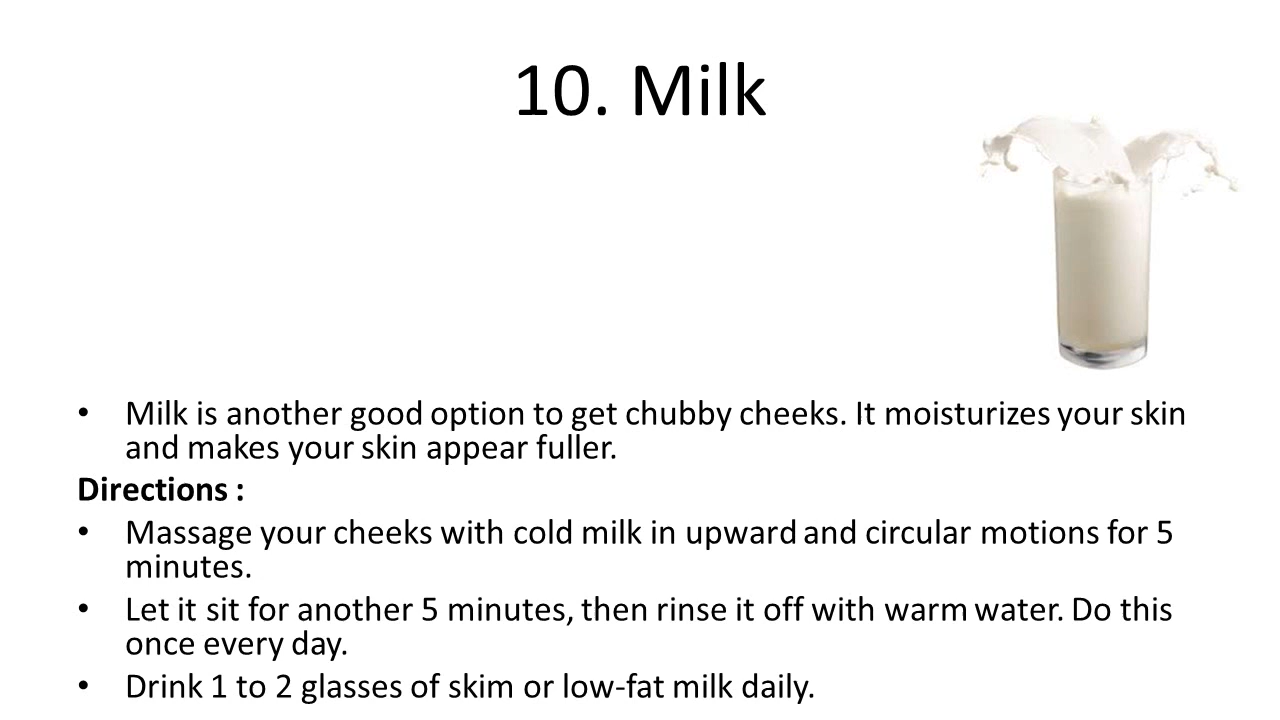 10. Milk
• Milk is another good option to get chubby cheeks. It moisturizes your skin
and makes your skin appear fuller.
Directions :
• Massage your cheeks with cold milk in upward and circular motions for 5
minutes.
• Let it sit for another 5 minutes, then rinse it off with warm water. Do this
once every day.
• Drink 1 to 2 glasses of skim or low-fat milk daily.